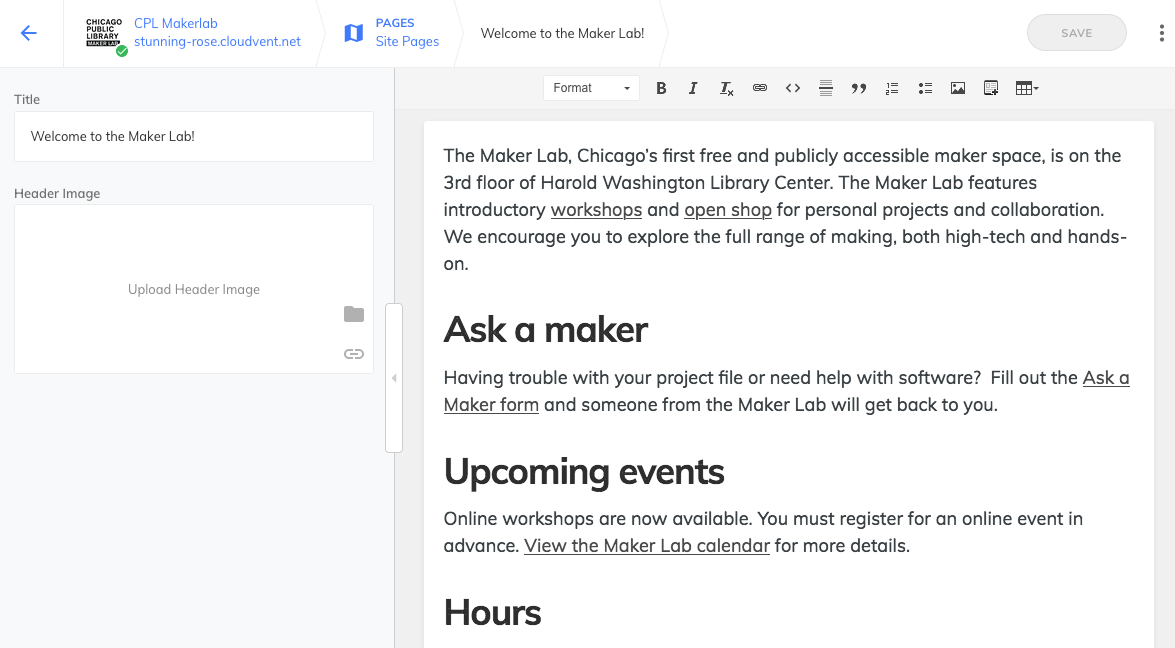 CHICAGO
PUBLIC
LIBRARY
MAKER LAB
CPL Makerlab
stunning-rose.cloudvent.net
PAGES
Site Pages
Welcome to the Maker Lab!
SAVE
Title
Welcome to the Maker Lab!
Header Image
Upload Header Image
Format
The Maker Lab, Chicago’s first free and publicly accessible maker space, is on the
3rd floor of Harold Washington Library Center. The Maker Lab features
introductory workshops and open shop for personal projects and collaboration.
We encourage you to explore the full range of making, both high-tech and hands-
on.
Ask a maker
Having trouble with your project file or need help with software?  Fill out the Ask a
Maker form and someone from the Maker Lab will get back to you.
Upcoming events
Online workshops are now available. You must register for an online event in
advance. View the Maker Lab calendar for more details.
Hours